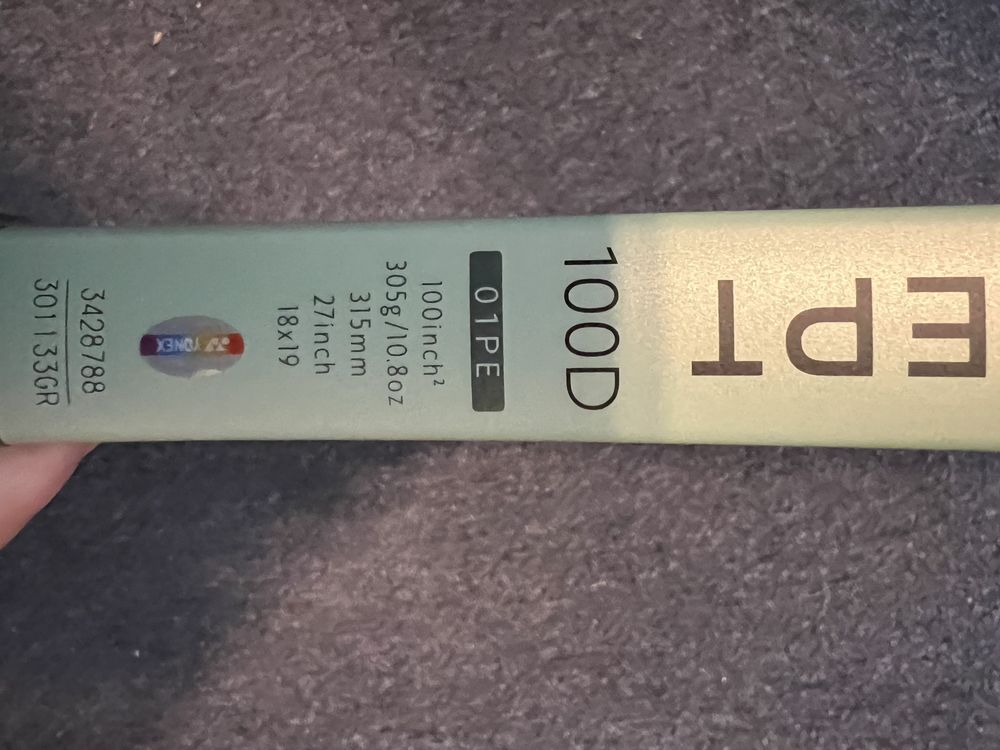 EPT
100D
01PE
100inch²
305g/10.8oz
315mm
27inch
18x19
YONEX
3428788
301133GR